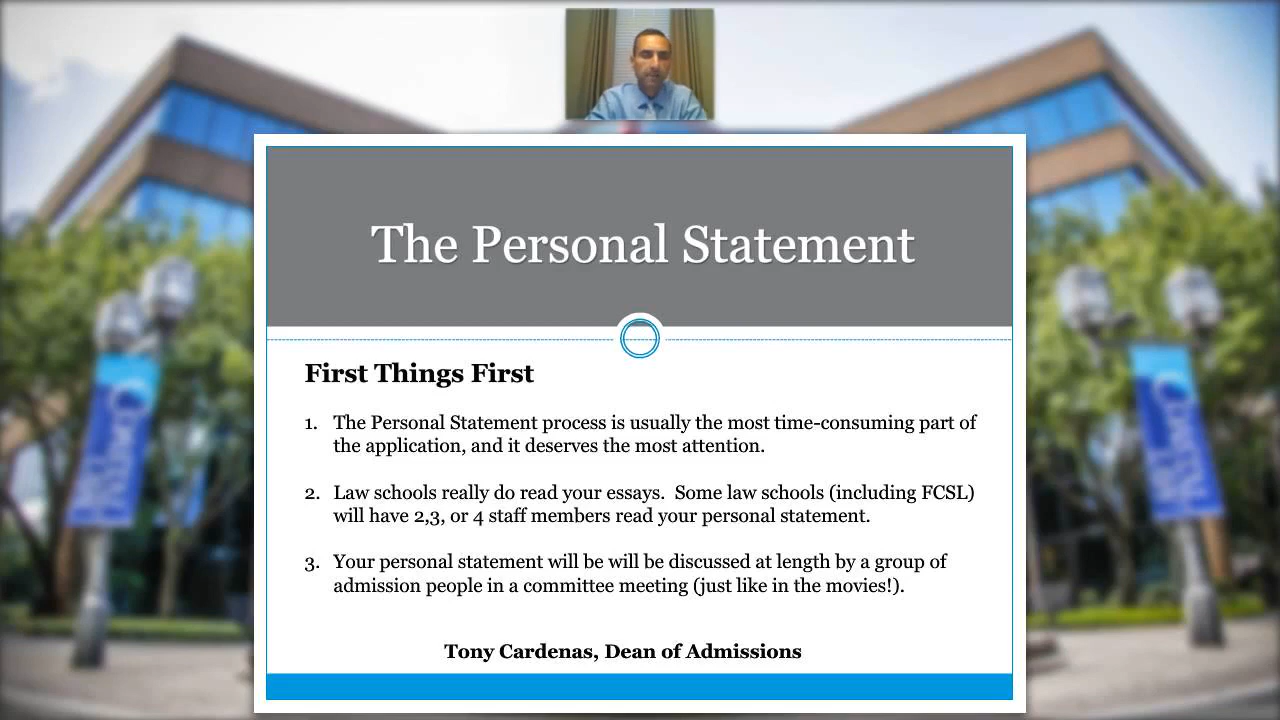 The Personal Statement
First Things First
1. The Personal Statement process is usually the most time-consuming part of
the application, and it deserves the most attention.
2. Law schools really do read your essays.  Some law schools (including FCSL)
will have 2,3, or 4 staff members read your personal statement.
3. Your personal statement will be will be discussed at length by a group of
admission people in a committee meeting (just like in the movies!).
Tony Cardenas, Dean of Admissions